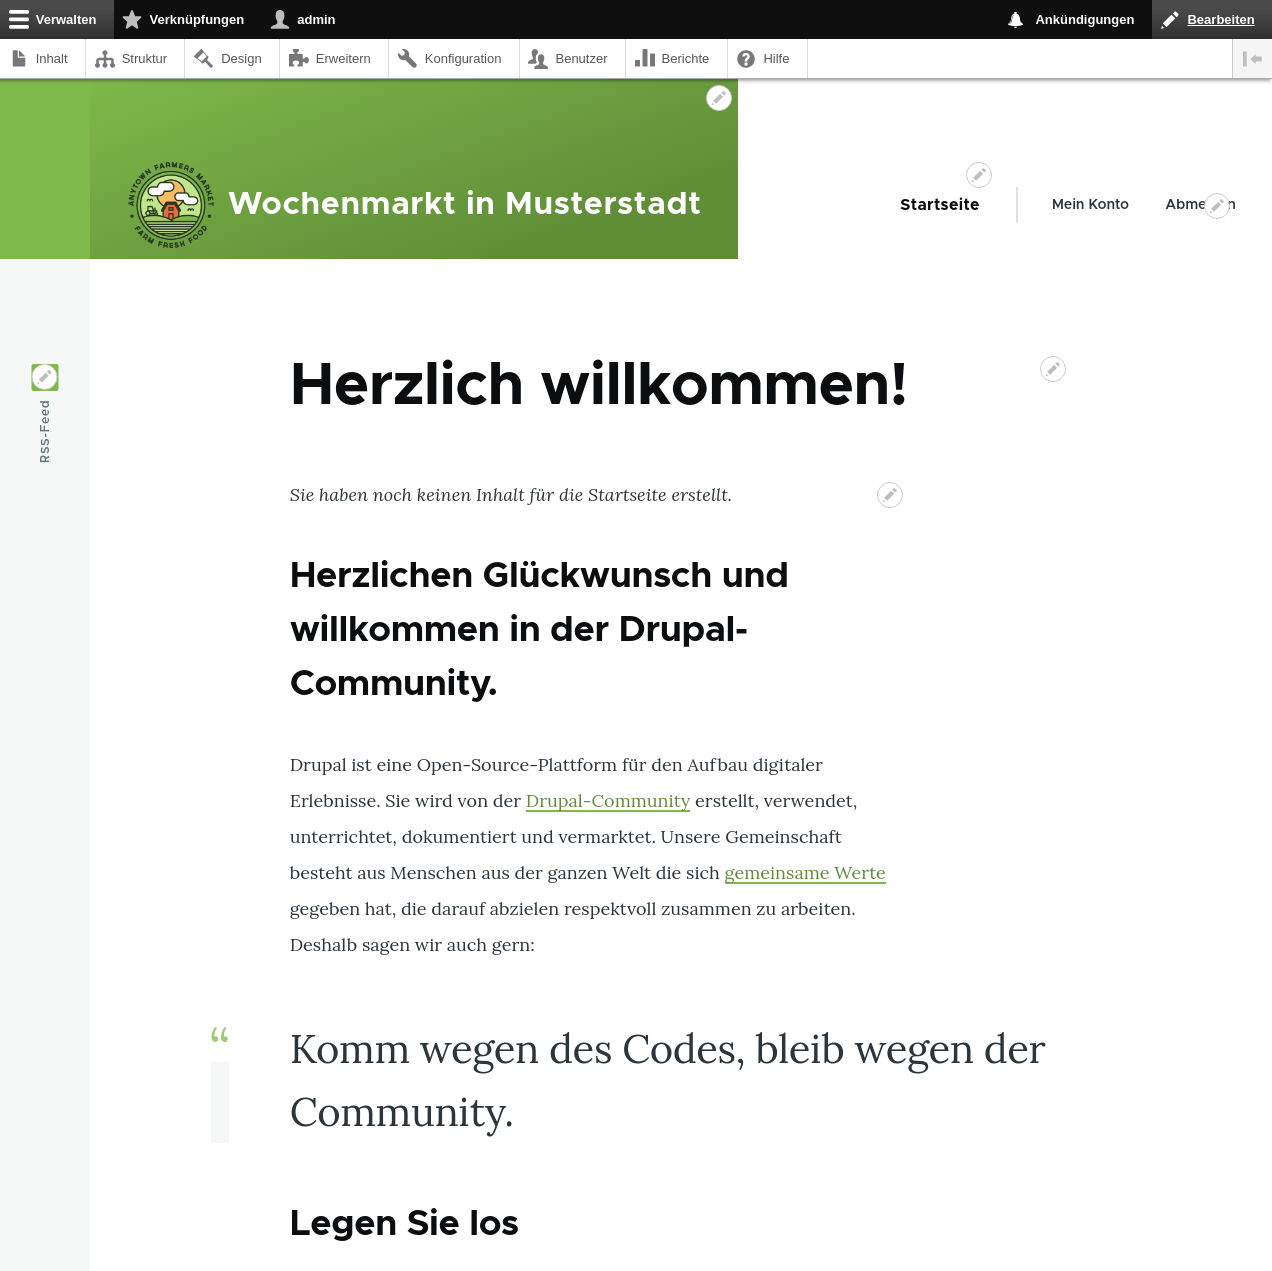 Verwalten
Verknüpfungen
admin
Ankündigungen
Bearbeiten
Inhalt
Struktur
Design
Erweitern
Konfiguration
Benutzer
Berichte
Hilfe
ANYTOWN FARMERS MARKET
FARM FRESH FOOD
Wochenmarkt in Musterstadt
Startseite
Mein Konto
RSS-Feed
Herzlich willkommen!
Sie haben noch keinen Inhalt für die Startseite erstellt.
Herzlichen Glückwunsch und
willkommen in der Drupal-
Community.
Drupal ist eine Open-Source-Plattform für den Aufbau digitaler
Erlebnisse. Sie wird von der Drupal-Community erstellt, verwendet,
unterrichtet, dokumentiert und vermarktet. Unsere Gemeinschaft
besteht aus Menschen aus der ganzen Welt die sich gemeinsame Werte
gegeben hat, die darauf abzielen respektvoll zusammen zu arbeiten.
Deshalb sagen wir auch gern:
“
Komm wegen des Codes, bleib wegen der
Community.
Legen Sie los